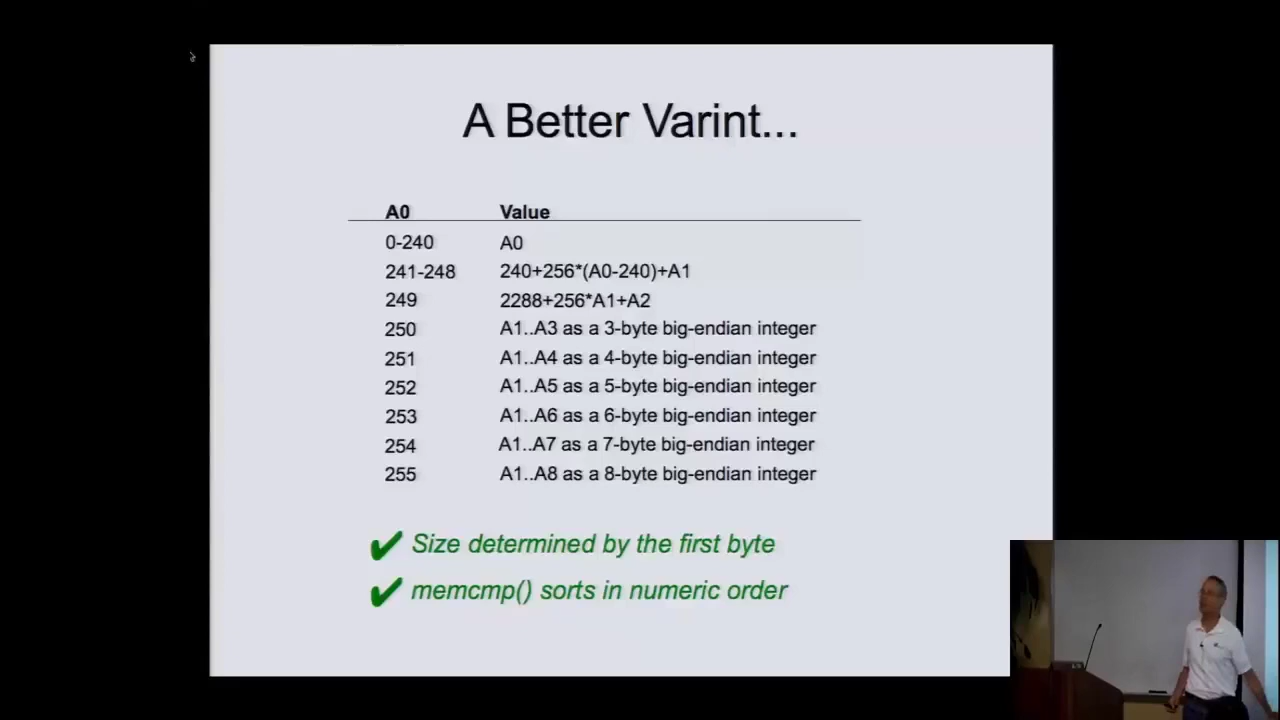 A Better Varint...
A0 Value
0-240 A0
241-248 240+256*(A0-240)+A1
249 2288+256*A1+A2
250 A1..A3 as a 3-byte big-endian integer
251 A1..A4 as a 4-byte big-endian integer
252 A1..A5 as a 5-byte big-endian integer
253 A1..A6 as a 6-byte big-endian integer
254 A1..A7 as a 7-byte big-endian integer
255 A1..A8 as a 8-byte big-endian integer
✔ Size determined by the first byte
✔ memcmp() sorts in numeric order